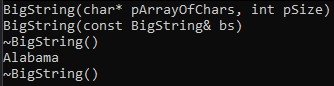 BigString(char* pArrayOfChars, int pSize)
BigString(const BigString& bs)
~BigString()
Alabama
~BigString()